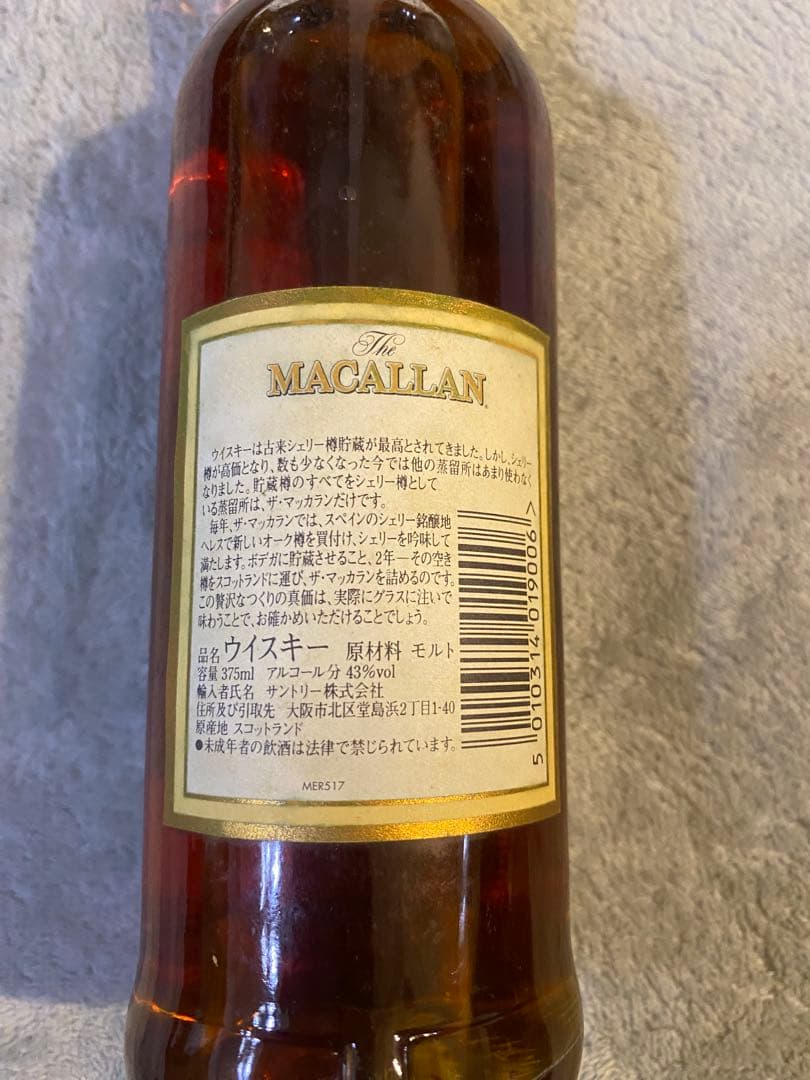 The
MACALLAN
ウイスキーは古来シェリー樽貯蔵が最高とされてきました。しかし、シェリー
樽が高価となり、数も少なくなった今では他の蒸留所はあまり使わなく
なりました。貯蔵樽のすべてをシェリー樽として
いる蒸留所は、ザ・マッカランだけです。
毎年、ザ・マッカランでは、スペインのシェリー銘醸地
ヘレスで新しいオーク樽を買付け、シェリーを吟味して
満たします。ボデガに貯蔵させること、2年―その空き
樽をスコットランドに運び、ザ・マッカランを詰めるのです。
この贅沢なつくりの真価は、実際にグラスに注いで
味わうことで、お確かめいただけることでしょう。
品名 ウイスキー 原材料 モルト
容量 375ml アルコール分 43%vol
輸入者氏名 サントリー株式会社
住所及び引取先 大阪市北区堂島浜2丁目1-40
原産地 スコットランド
●未成年者の飲酒は法律で禁じられています。
MER517
5 010314 019006 >